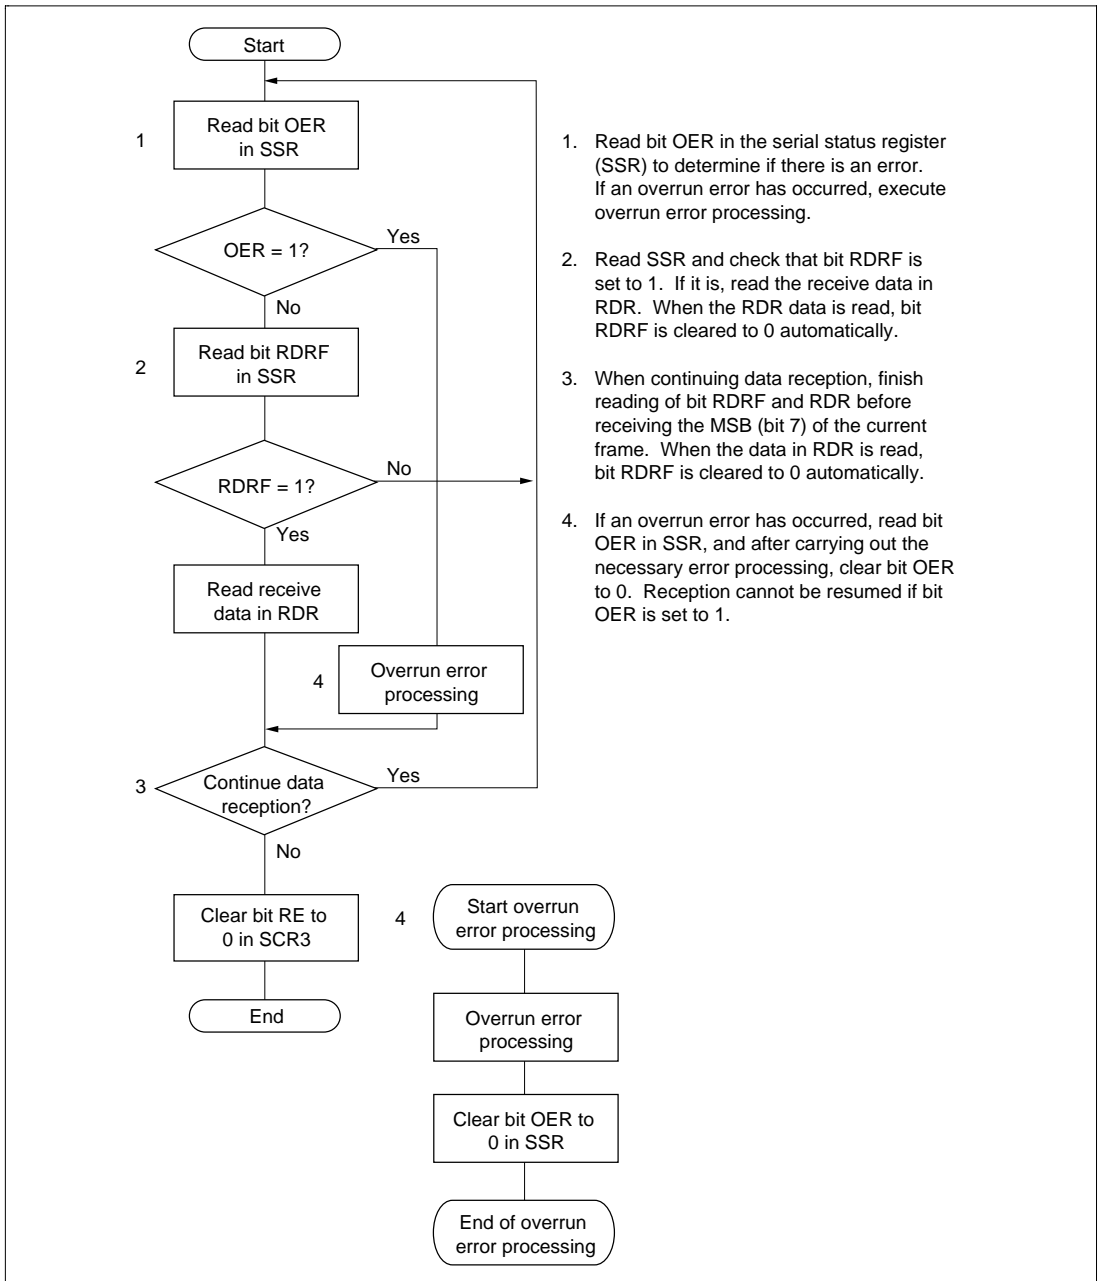 Start
1
Read bit OER
in SSR
OER = 1?
Yes
No
2
Read bit RDRF
in SSR
RDRF = 1?
No
Yes
Read receive
data in RDR
4
Overrun error
processing
3
Continue data
reception?
Yes
No
Clear bit RE to
0 in SCR3
End
4
Start overrun
error processing
Overrun error
processing
Clear bit OER to
0 in SSR
End of overrun
error processing
1. Read bit OER in the serial status register
(SSR) to determine if there is an error.
If an overrun error has occurred, execute
overrun error processing.
2. Read SSR and check that bit RDRF is
set to 1. If it is, read the receive data in
RDR. When the RDR data is read, bit
RDRF is cleared to 0 automatically.
3. When continuing data reception, finish
reading of bit RDRF and RDR before
receiving the MSB (bit 7) of the current
frame. When the data in RDR is read,
bit RDRF is cleared to 0 automatically.
4. If an overrun error has occurred, read bit
OER in SSR, and after carrying out the
necessary error processing, clear bit OER
to 0. Reception cannot be resumed if bit
OER is set to 1.